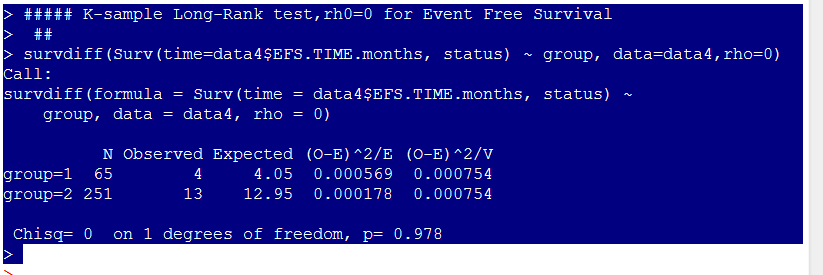 > ##### K-sample Long-Rank test,rh0=0 for Event Free Survival
>  ##
> survdiff(Surv(time=data4$EFS.TIME.months, status) ~ group, data=data4,rho=0)
Call:
survdiff(formula = Surv(time = data4$EFS.TIME.months, status) ~
    group, data = data4, rho = 0)
          N Observed Expected (O-E)^2/E (O-E)^2/V
group=1  65        4     4.05  0.000569  0.000754
group=2 251       13    12.95  0.000178  0.000754
 Chisq= 0  on 1 degrees of freedom, p= 0.978
>